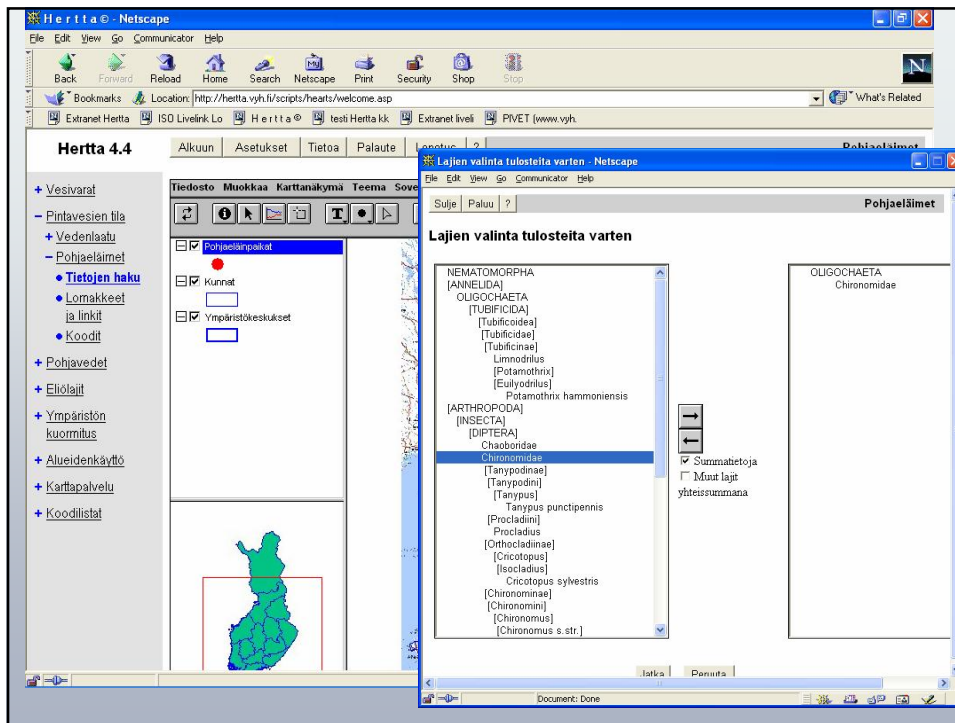 Hertta © - Netscape
File Edit View Go Communicator Help
Back Forward Reload Home Search Netscape Print Security Shop Stop
Bookmarks Location: http://hertta.vyh.fi/scripts/hearts/welcome.asp What's Related
Extranet Hertta ISO Livelink Lo Hertta© testi Hertta kk Extranet liveli PIVET (www.vyh.
Hertta 4.4
Alkuun Asetukset Tietoa Palaute Lopetus ?
Pohjaeläimet
+ Vesivarat
− Pintavesien tila
+ Vedenlaatu
− Pohjaeläimet
• Tietojen haku
• Lomakkeet
ja linkit
• Koodit
+ Pohjavedet
+ Eliölajit
+ Ympäristön
kuormitus
+ Alueidenkäyttö
+ Karttapalvelu
+ Koodilistat
Tiedosto Muokkaa Karttanäkymä Teema
Pohjaeläinpaikat
Kunnat
Ympäristökeskukset
Lajien valinta tulosteita varten - Netscape
File Edit View Go Communicator Help
Sulje Paluu ?
Pohjaeläimet
Lajien valinta tulosteita varten
NEMATOMORPHA
[ANNELIDA]
OLIGOCHAETA
[TUBIFICIDA]
[Tubificoidea]
[Tubificidae]
[Tubificinae]
Limnodrilus
[Potamothrix]
[Euilyodrilus]
Potamothrix hammoniensis
[ARTHROPODA]
[INSECTA]
[DIPTERA]
Chaoboridae
Chironomidae
[Tanypodinae]
[Tanypodini]
[Tanypus]
Tanypus punctipennis
[Procladiini]
Procladius
[Orthocladiinae]
[Cricotopus]
[Isocladius]
Cricotopus sylvestris
[Chironominae]
[Chironomini]
[Chironomus]
[Chironomus s.str.]
Summatietoja
Muut lajit
yhteissummana
OLIGOCHAETA
Chironomidae
Jatka Peruuta
Document: Done